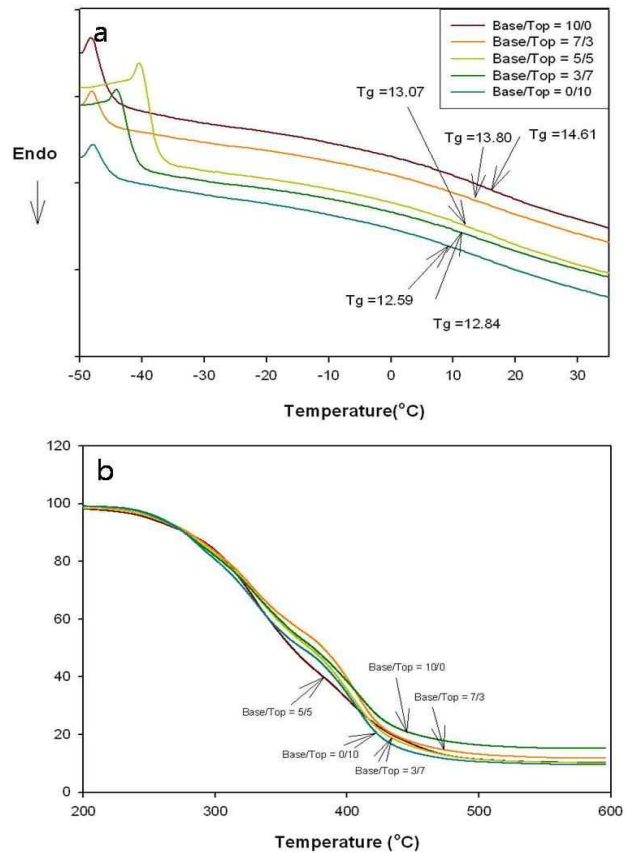 a
Base/Top = 10/0
Base/Top = 7/3
Base/Top = 5/5
Base/Top = 3/7
Base/Top = 0/10
Tg =13.07
Tg =13.80
Tg =14.61
Endo
Tg =12.59
Tg =12.84
-50 -40 -30 -20 -10 0 10 20 30
Temperature(°C)
b
120
100
80
60
40
20
0
Base/Top = 10/0
Base/Top = 7/3
Base/Top = 5/5
Base/Top = 0/10
Base/Top = 3/7
200 300 400 500 600
Temperature (°C)